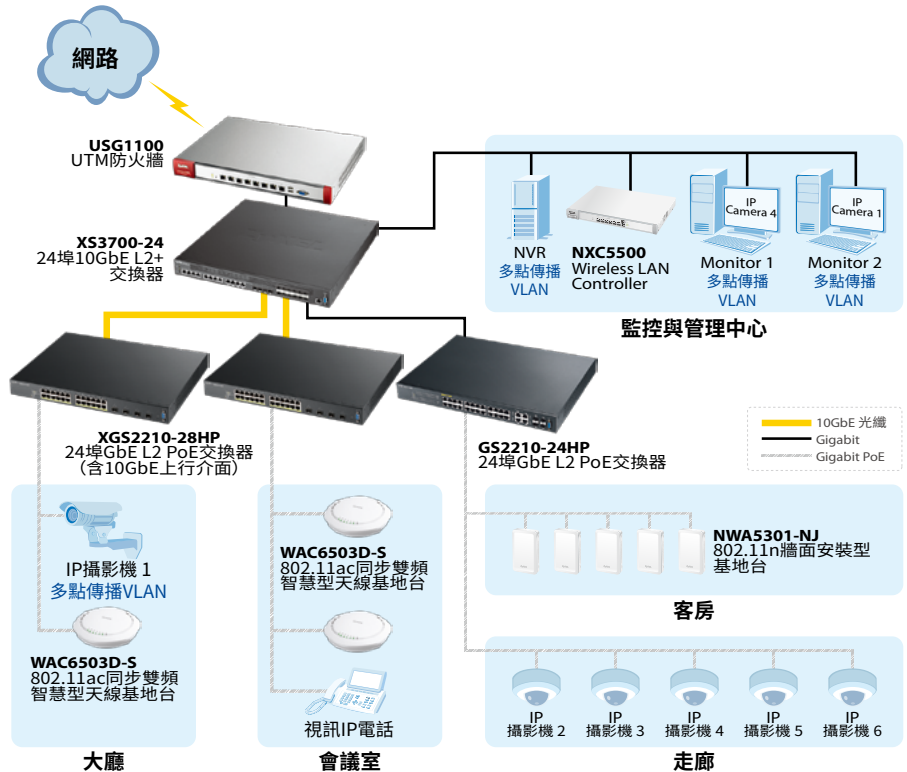 網路
USG1100
UTM防火牆
XS3700-24
24埠10GbE L2+
交換器
NVR
多點傳播
VLAN
NXC5500
Wireless LAN
Controller
IP
Camera 4
Monitor 1
多點傳播
VLAN
IP
Camera 1
Monitor 2
多點傳播
VLAN
監控與管理中心
XGS2210-28HP
24埠GbE L2 PoE交換器
（含10GbE上行介面）
GS2210-24HP
24埠GbE L2 PoE交換器
10GbE 光纖
Gigabit
Gigabit PoE
IP攝影機 1
多點傳播VLAN
WAC6503D-S
802.11ac同步雙頻
智慧型天線基地台
大廳
WAC6503D-S
802.11ac同步雙頻
智慧型天線基地台
視訊IP電話
會議室
NWA5301-NJ
802.11n牆面安裝型
基地台
客房
IP
攝影機 2
IP
攝影機 3
IP
攝影機 4
IP
攝影機 5
IP
攝影機 6
走廊